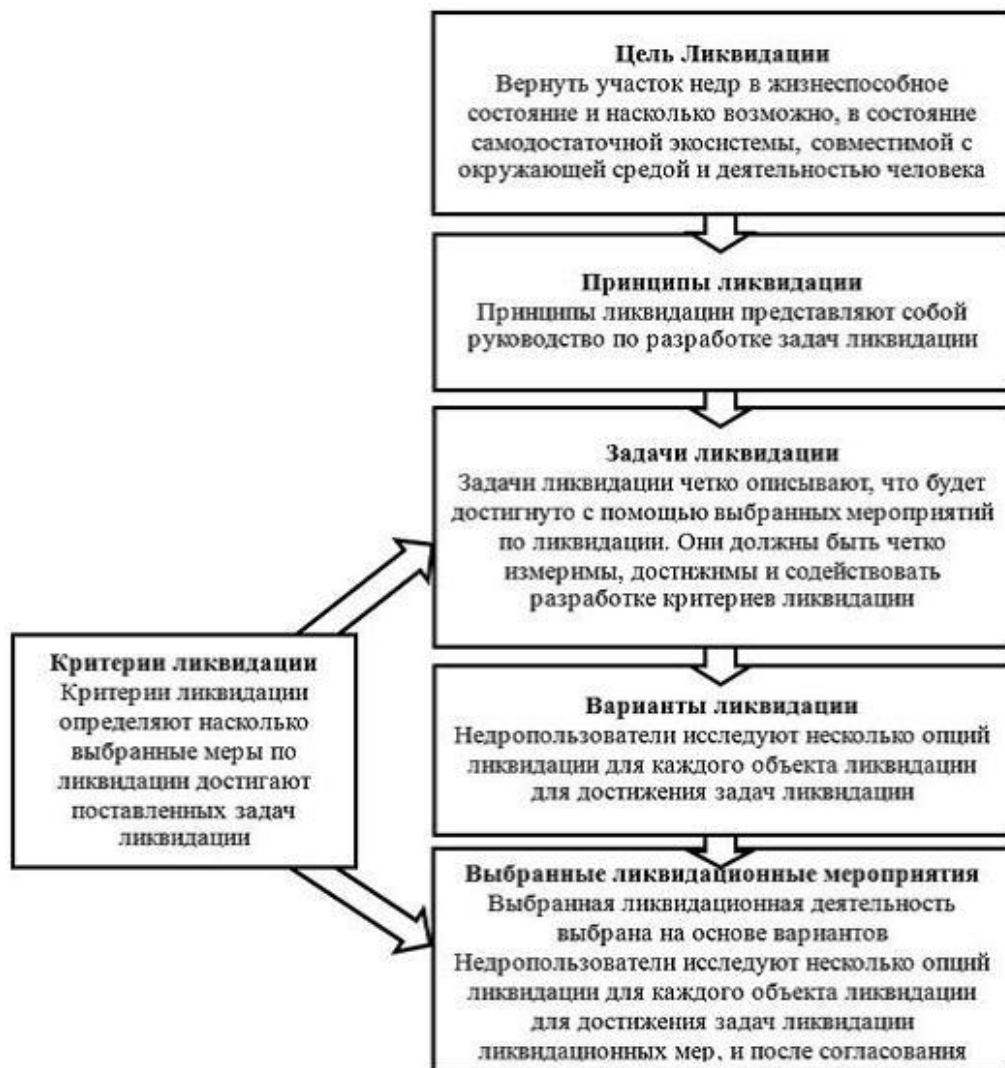 Цель Ликвидации
Вернуть участок недр в жизнеспособное
состояние и насколько возможно, в состояние
самодостаточной экосистемы, совместимой с
окружающей средой и деятельностью человека
Принципы ликвидации
Принципы ликвидации представляют собой
руководство по разработке задач ликвидации
Задачи ликвидации
Задачи ликвидации четко описывают, что будет
достигнуто с помощью выбранных мероприятий
по ликвидации. Они должны быть четко
измеримы, достижимы и содействовать
разработке критериев ликвидации
Критерии ликвидации
Критерии ликвидации
определяют насколько
выбранные меры по
ликвидации достигают
поставленных задач
ликвидации
Варианты ликвидации
Недропользователи исследуют несколько опций
ликвидации для каждого объекта ликвидации
для достижения задач ликвидации
Выбранные ликвидационные мероприятия
Выбранная ликвидационная деятельность
выбрана на основе вариантов
Недропользователи исследуют несколько опций
ликвидации для каждого объекта ликвидации
для достижения задач ликвидации
ликвидационных мер, и после согласования